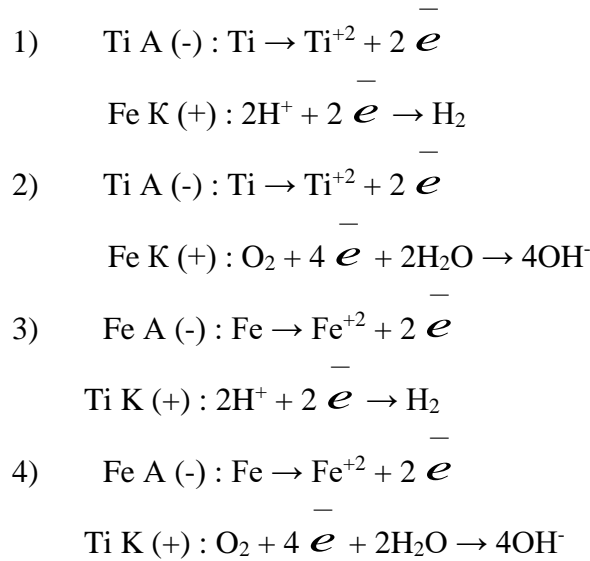 1) Ti A (-) : Ti → Ti⁺² + 2 e̅
Fe К (+) : 2H⁺ + 2 e̅ → H₂
2) Ti A (-) : Ti → Ti⁺² + 2 e̅
Fe К (+) : O₂ + 4 e̅ + 2H₂O → 4OH⁻
3) Fe A (-) : Fe → Fe⁺² + 2 e̅
Ti К (+) : 2H⁺ + 2 e̅ → H₂
4) Fe A (-) : Fe → Fe⁺² + 2 e̅
Ti К (+) : O₂ + 4 e̅ + 2H₂O → 4OH⁻